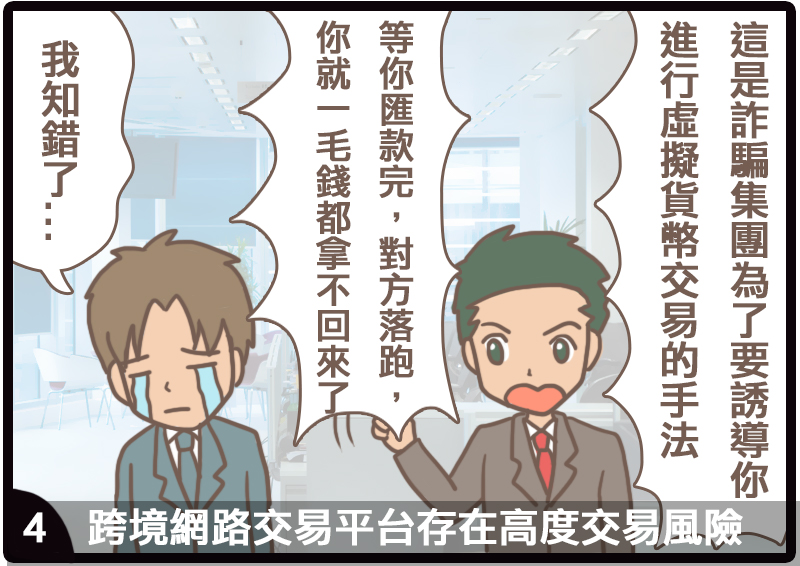 這是詐騙集團為了要誘導你
進行虛擬貨幣交易的手法
等你匯款完，對方落跑，
你就一毛錢都拿不回來了
我知錯了…
4 跨境網路交易平台存在高度交易風險